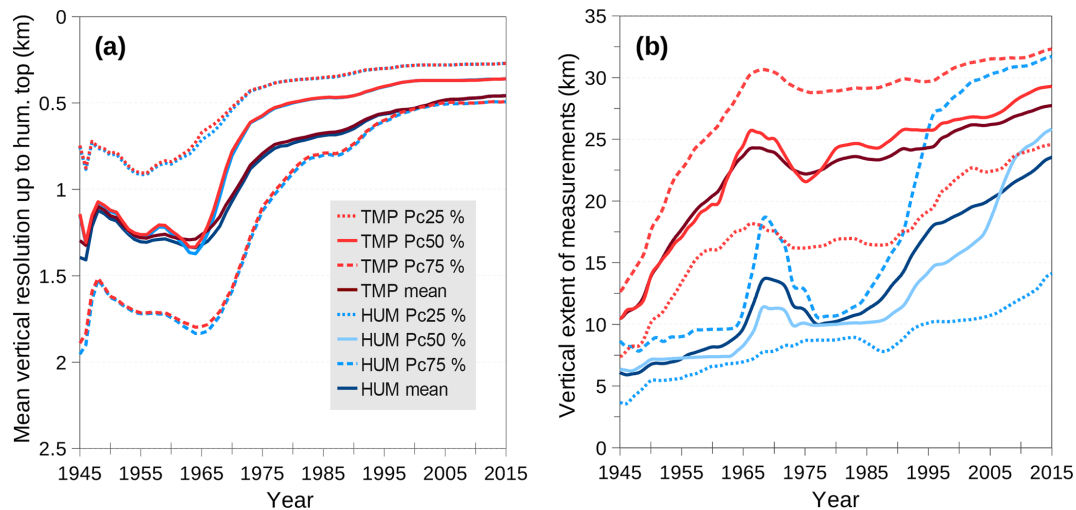 (a)
Mean vertical resolution up to hum. top (km)
0
0.5
1
1.5
2
2.5
1945 1955 1965 1975 1985 1995 2005 2015
Year
TMP Pc25 %
TMP Pc50 %
TMP Pc75 %
TMP mean
HUM Pc25 %
HUM Pc50 %
HUM Pc75 %
HUM mean
(b)
Vertical extent of measurements (km)
35
30
25
20
15
10
5
0
1945 1955 1965 1975 1985 1995 2005 2015
Year